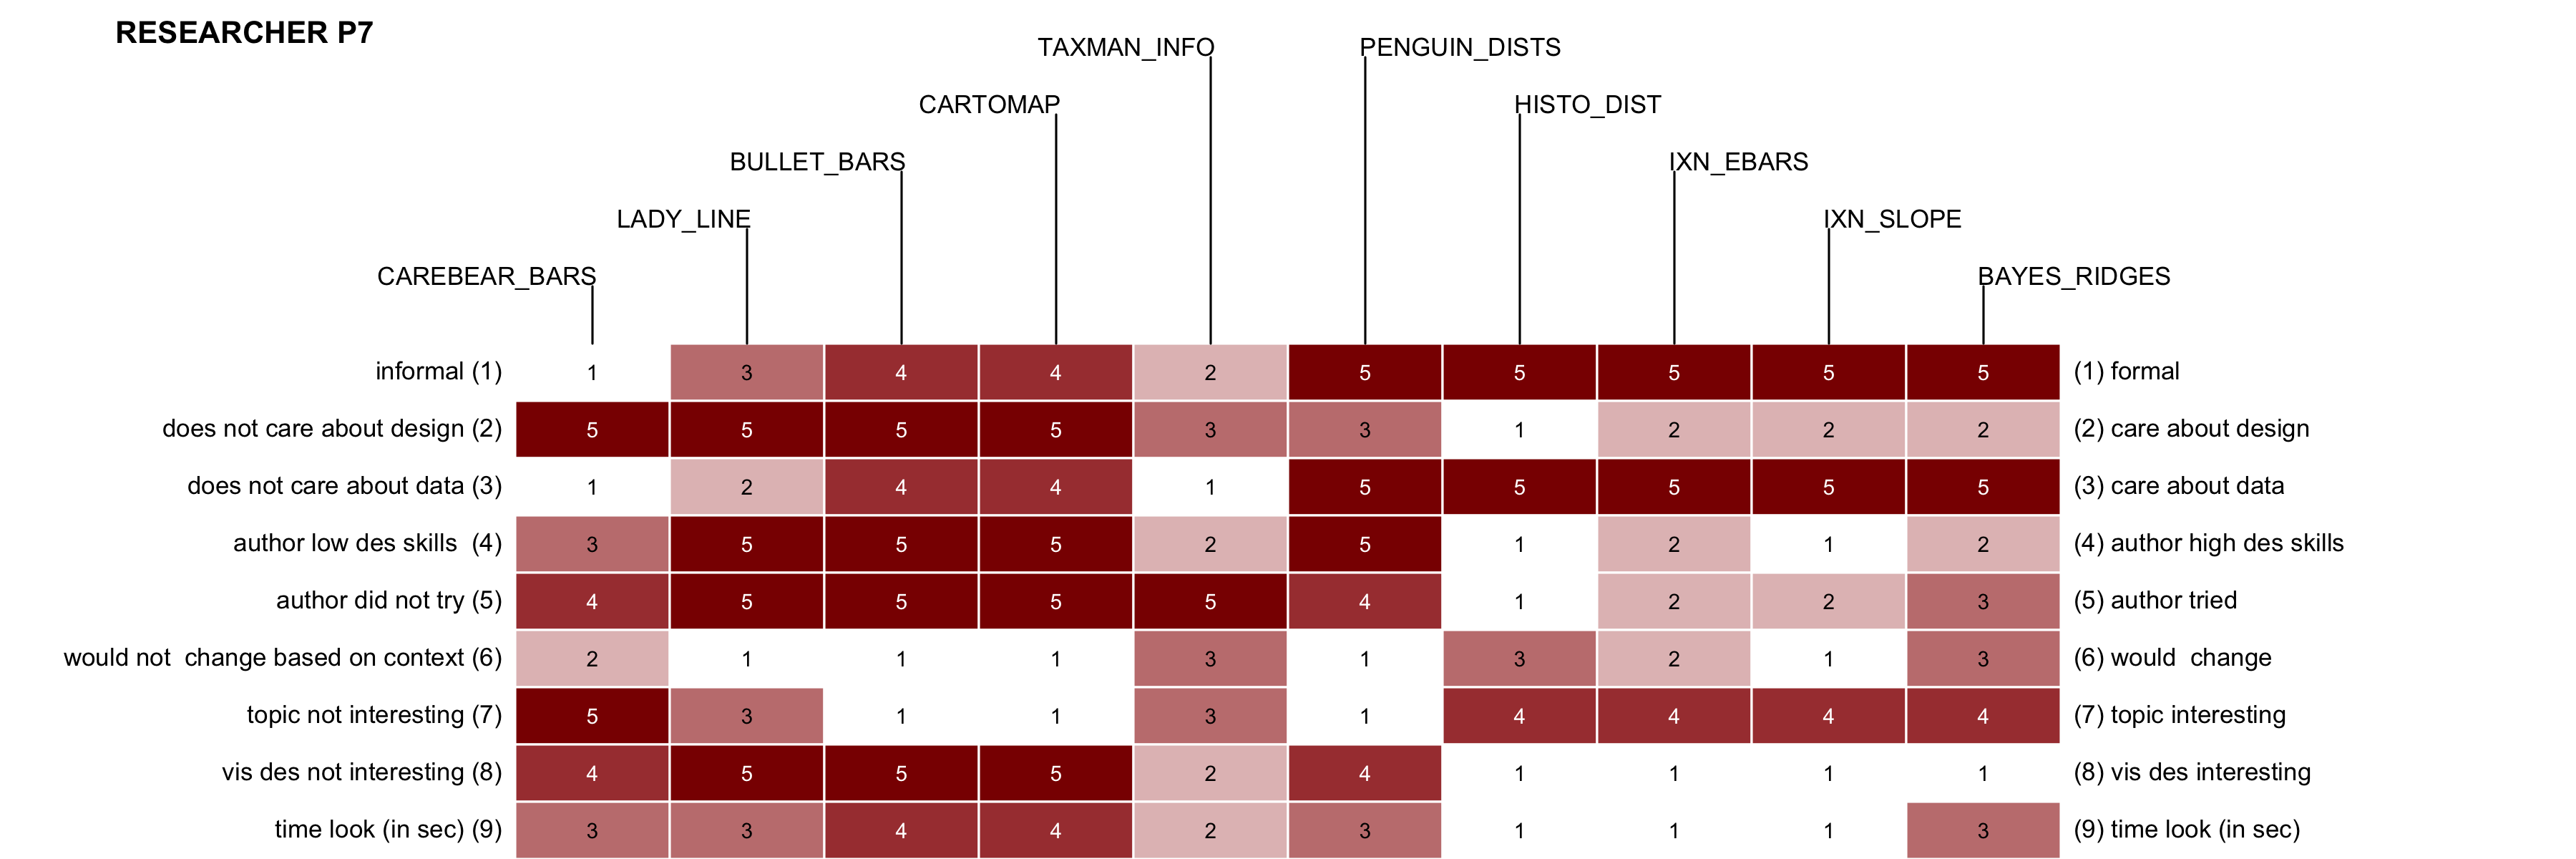 RESEARCHER P7
TAXMAN_INFO PENGUIN_DISTS
CARTOMAP HISTO_DIST
BULLET_BARS IXN_EBARS
LADY_LINE IXN_SLOPE
CAREBEAR_BARS BAYES_RIDGES
informal (1) 1 3 4 4 2 5 5 5 5 5 (1) formal
does not care about design (2) 5 5 5 5 3 3 1 2 2 2 (2) care about design
does not care about data (3) 1 2 4 4 1 5 5 5 5 5 (3) care about data
author low des skills  (4) 3 5 5 5 2 5 1 2 1 2 (4) author high des skills
author did not try (5) 4 5 5 5 5 4 1 2 2 3 (5) author tried
would not  change based on context (6) 2 1 1 1 3 1 3 2 1 3 (6) would  change
topic not interesting (7) 5 3 1 1 3 1 4 4 4 4 (7) topic interesting
vis des not interesting (8) 4 5 5 5 2 4 1 1 1 1 (8) vis des interesting
time look (in sec) (9) 3 3 4 4 2 3 1 1 1 3 (9) time look (in sec)